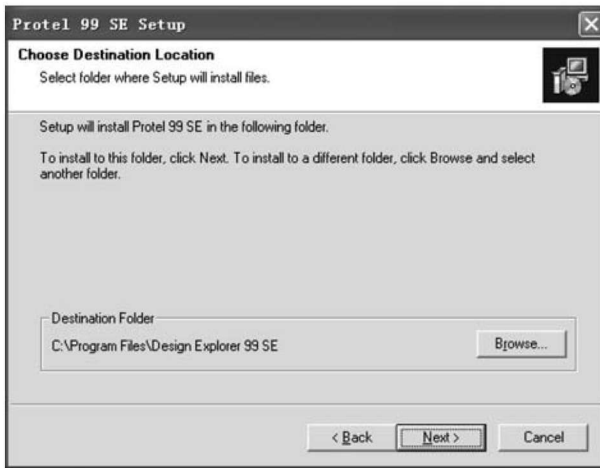 Protel 99 SE Setup
Choose Destination Location
Select folder where Setup will install files.
Setup will install Protel 99 SE in the following folder.
To install to this folder, click Next. To install to a different folder, click Browse and select
another folder.
Destination Folder
C:\Program Files\Design Explorer 99 SE
Browse...
< Back
Next >
Cancel